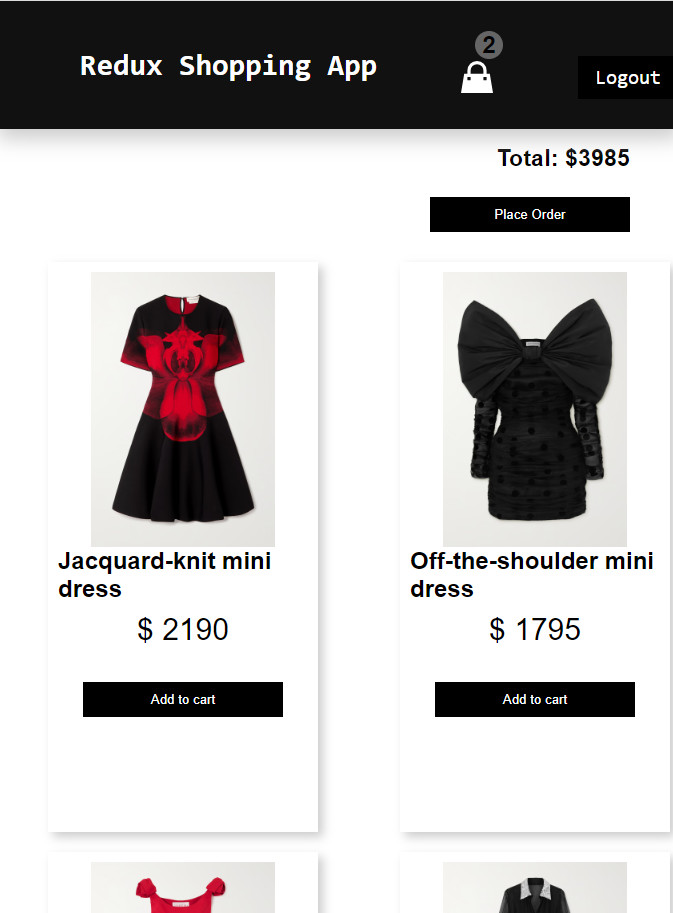 2
Redux Shopping App
Logout
Total: $3985
Place Order
Jacquard-knit mini
dress
$ 2190
Add to cart
Off-the-shoulder mini
dress
$ 1795
Add to cart